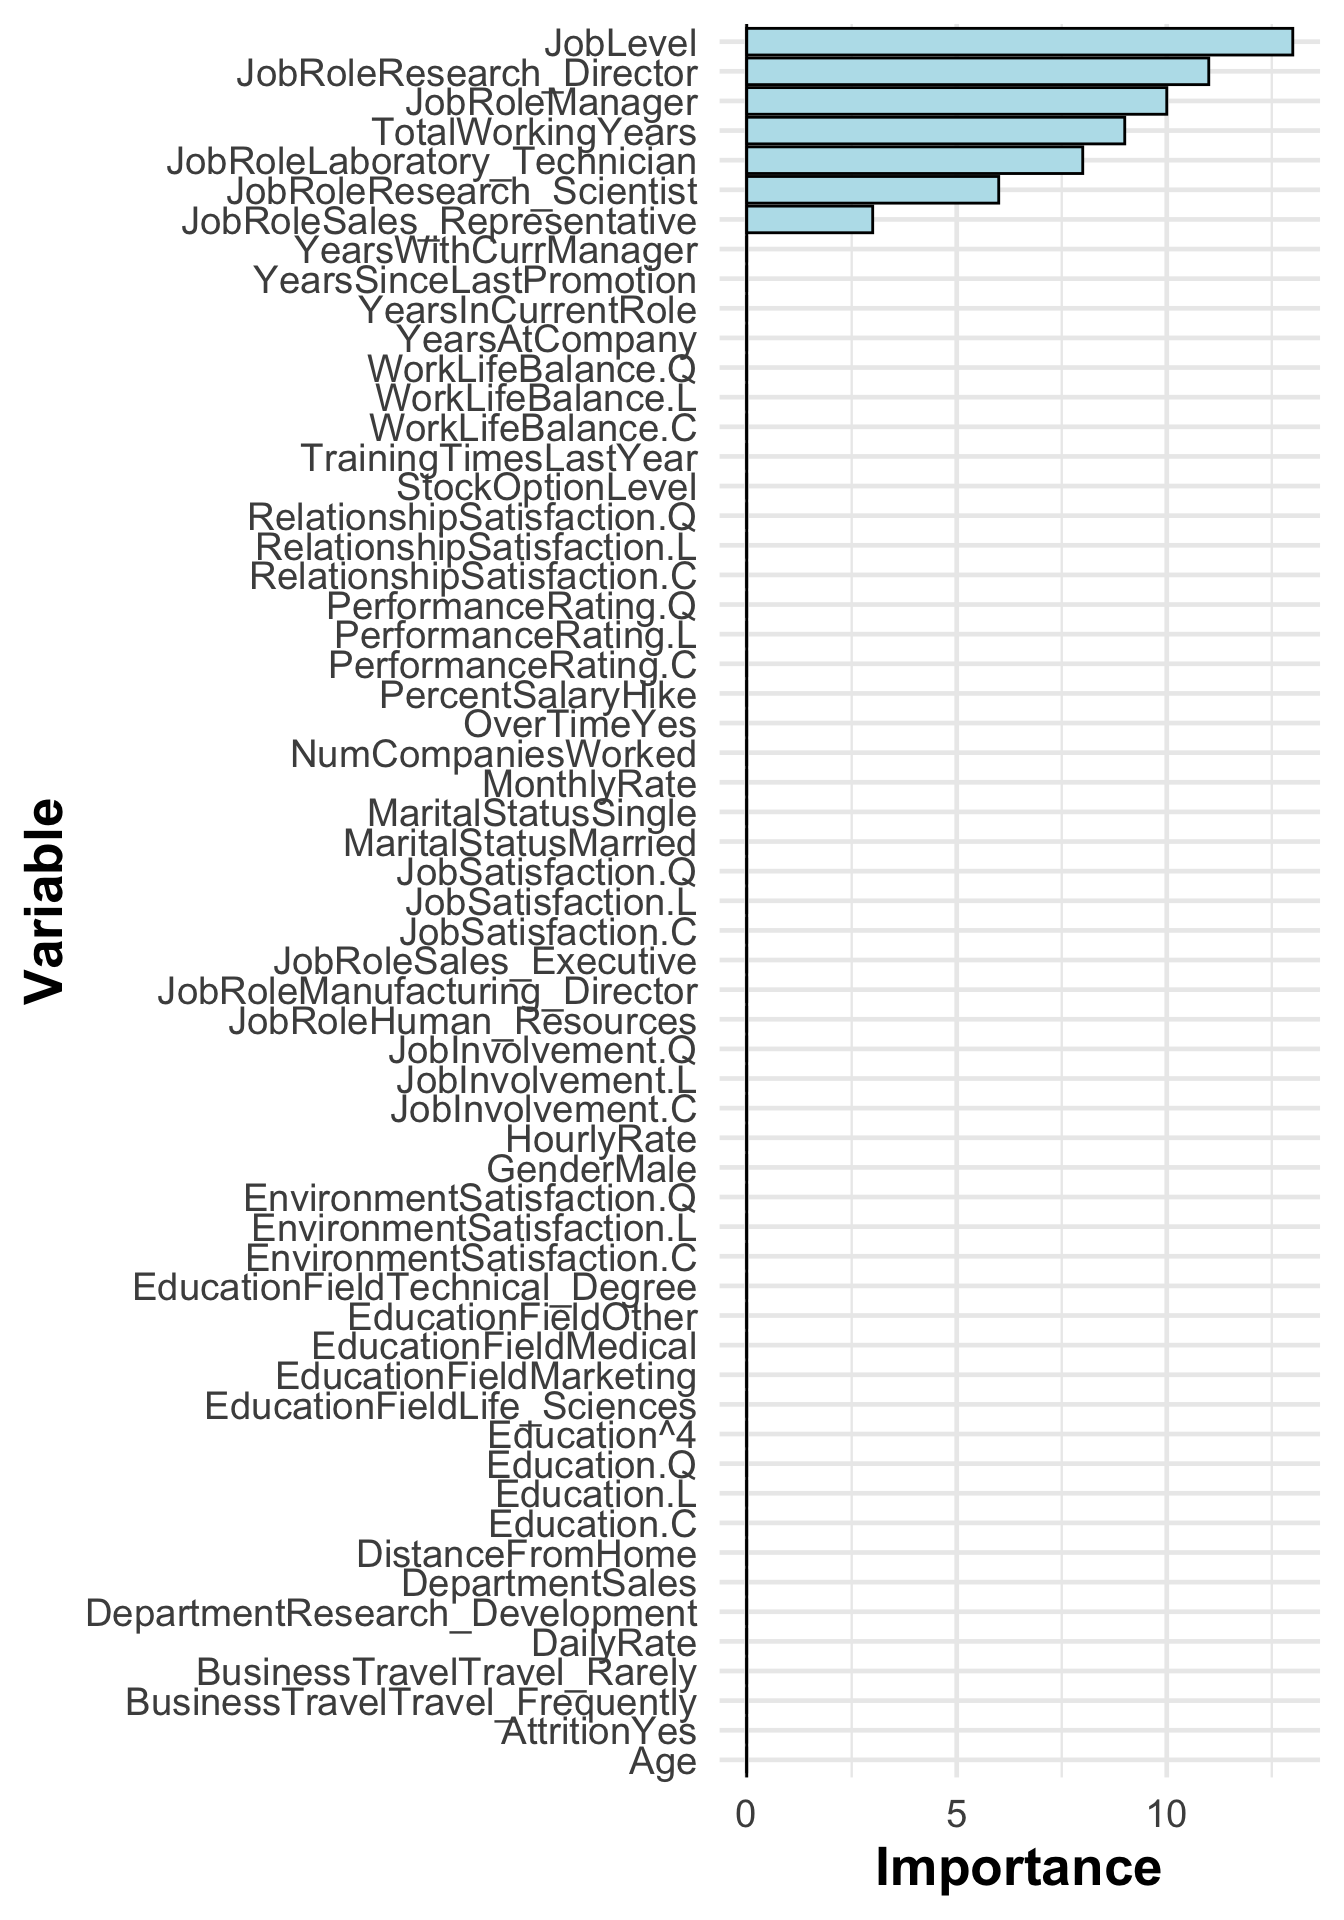 JobLevel
JobRoleResearch_Director
JobRoleManager
TotalWorkingYears
JobRoleLaboratory_Technician
JobRoleResearch_Scientist
JobRoleSales_Representative
YearsWithCurrManager
YearsSinceLastPromotion
YearsInCurrentRole
YearsAtCompany
WorkLifeBalance.Q
WorkLifeBalance.L
WorkLifeBalance.C
TrainingTimesLastYear
StockOptionLevel
RelationshipSatisfaction.Q
RelationshipSatisfaction.L
RelationshipSatisfaction.C
PerformanceRating.Q
PerformanceRating.L
PerformanceRating.C
PercentSalaryHike
OverTimeYes
NumCompaniesWorked
MonthlyRate
MaritalStatusSingle
MaritalStatusMarried
JobSatisfaction.Q
JobSatisfaction.L
JobSatisfaction.C
JobRoleSales_Executive
JobRoleManufacturing_Director
JobRoleHuman_Resources
JobInvolvement.Q
JobInvolvement.L
JobInvolvement.C
HourlyRate
GenderMale
EnvironmentSatisfaction.Q
EnvironmentSatisfaction.L
EnvironmentSatisfaction.C
EducationFieldTechnical_Degree
EducationFieldOther
EducationFieldMedical
EducationFieldMarketing
EducationFieldLife_Sciences
Education^4
Education.Q
Education.L
Education.C
DistanceFromHome
DepartmentSales
DepartmentResearch_Development
DailyRate
BusinessTravelTravel_Rarely
BusinessTravelTravel_Frequently
AttritionYes
Age
Variable
0 5 10
Importance